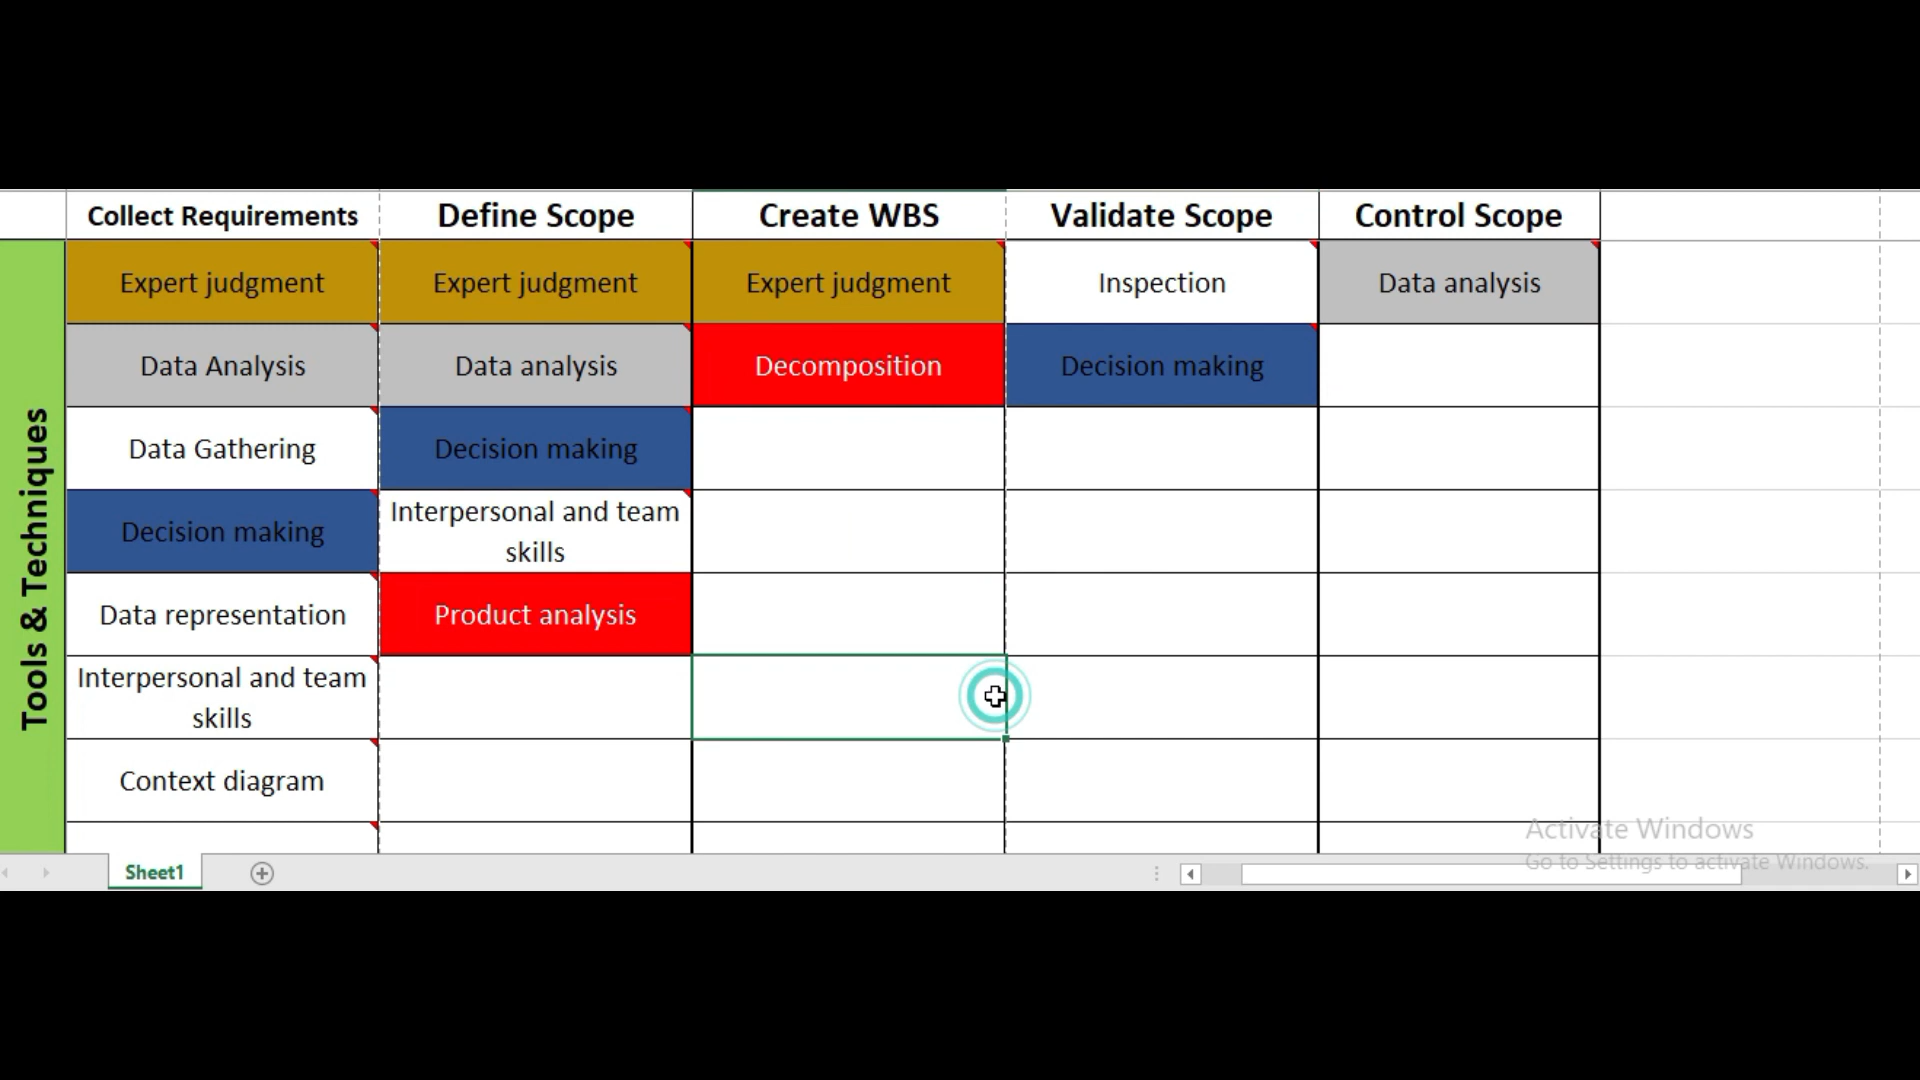 Collect Requirements Define Scope Create WBS Validate Scope Control Scope
Tools & Techniques
Expert judgment Expert judgment Expert judgment Inspection Data analysis
Data Analysis Data analysis Decomposition Decision making
Data Gathering Decision making
Decision making Interpersonal and team
skills
Data representation Product analysis
Interpersonal and team
skills
Context diagram
Activate Windows
Go to Settings to activate Windows.
Sheet1